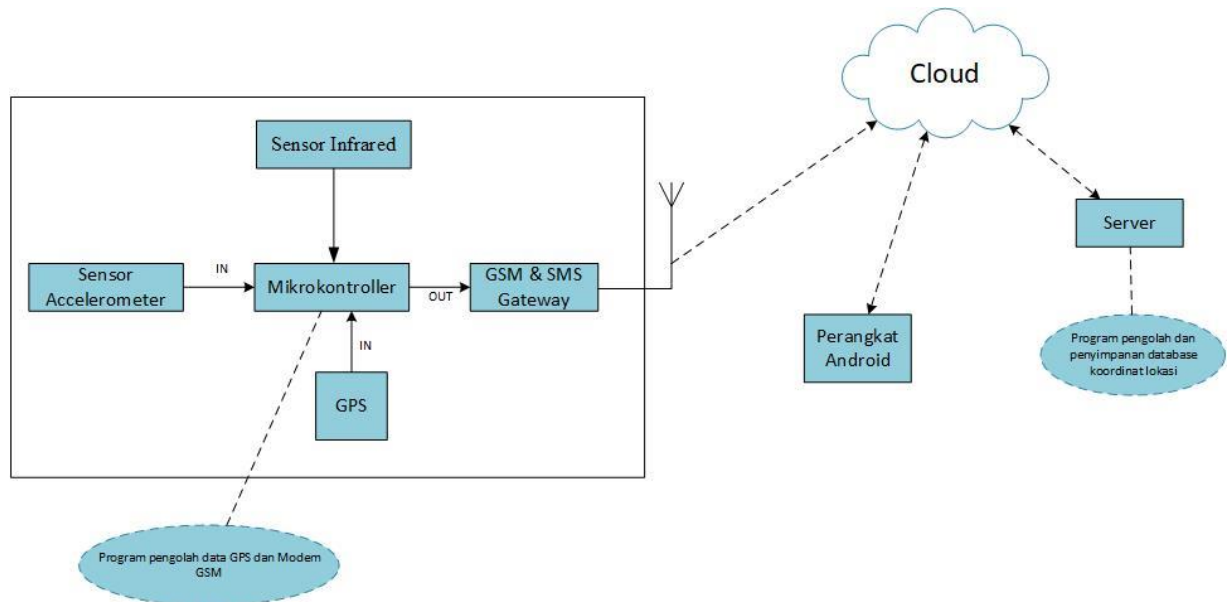 Cloud
Sensor Infrared
Sensor
Accelerometer
IN
Mikrokontroller
OUT
GSM & SMS
Gateway
IN
GPS
Server
Perangkat
Android
Program pengolah dan
penyimpanan database
koordinat lokasi
Program pengolah data GPS dan Modem
GSM